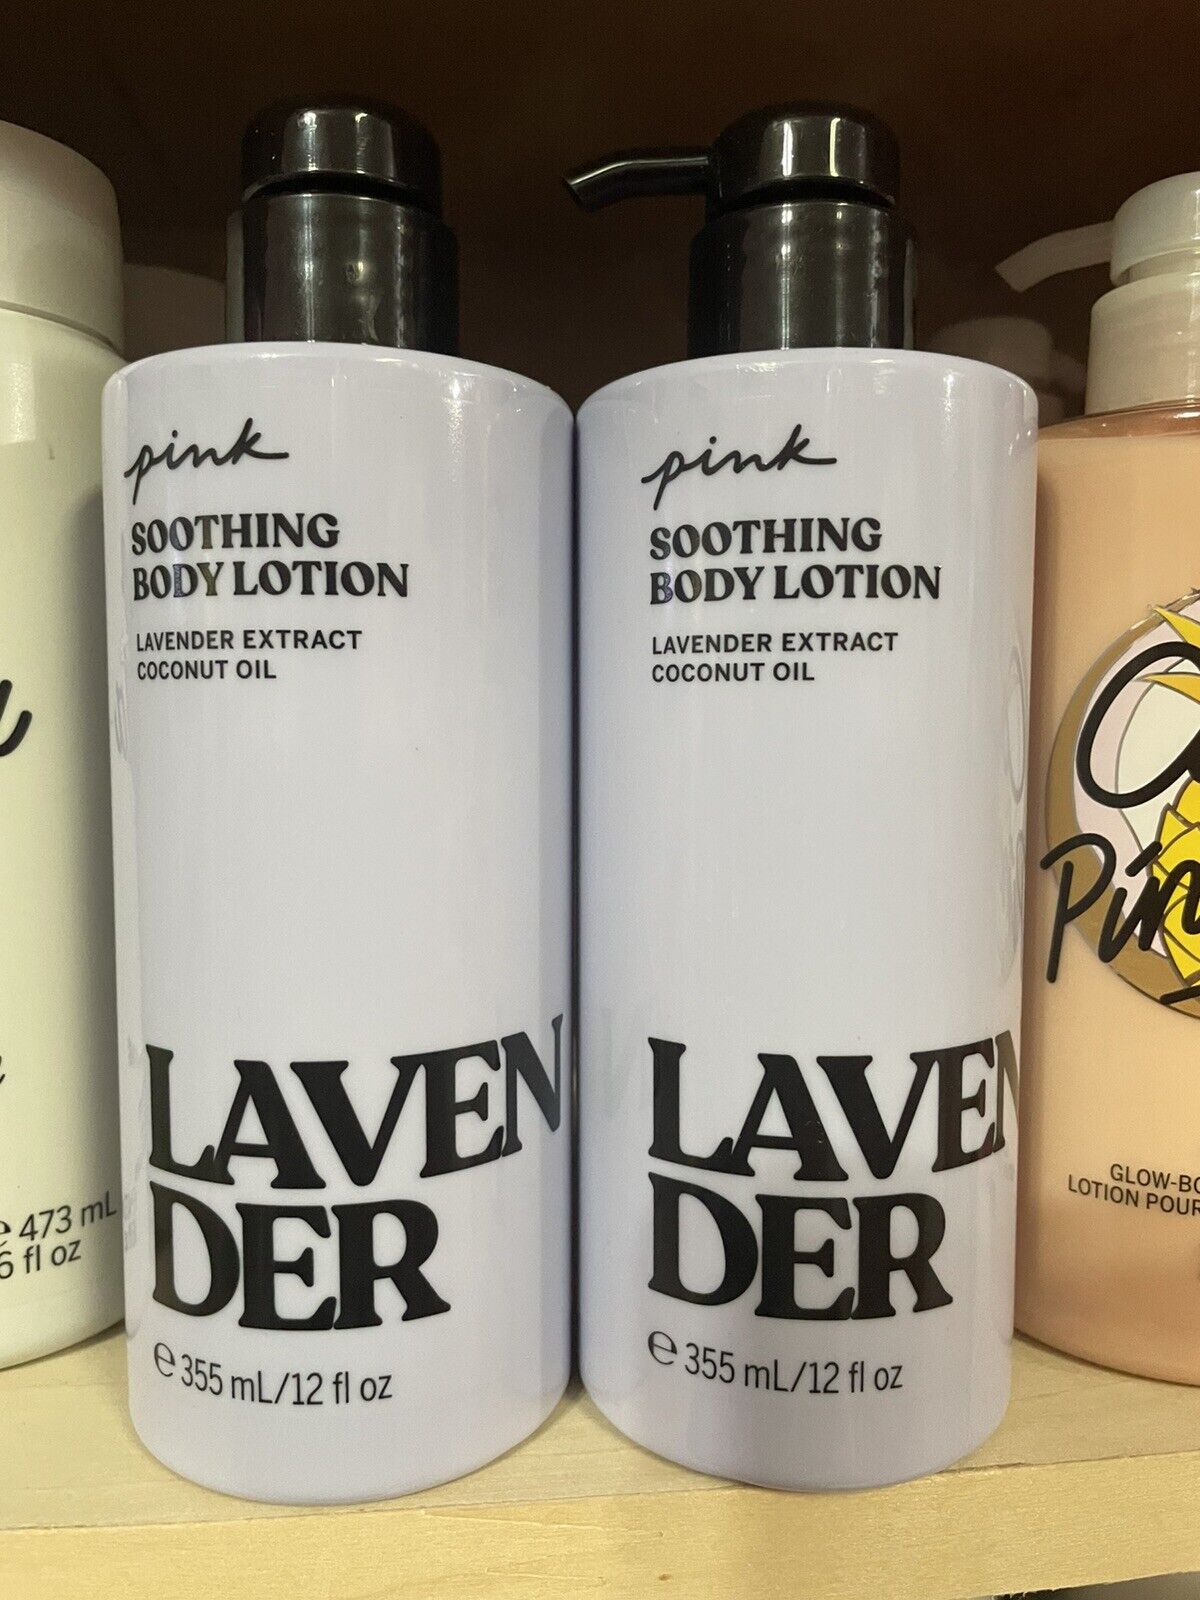 pink
SOOTHING
BODY LOTION
LAVENDER EXTRACT
COCONUT OIL
LAVEN
DER
℮ 355 mL/12 fl oz
pink
SOOTHING
BODY LOTION
LAVENDER EXTRACT
COCONUT OIL
LAVEN
DER
℮ 355 mL/12 fl oz
℮ 473 mL
6 fl oz
GLOW-BO
LOTION POUR